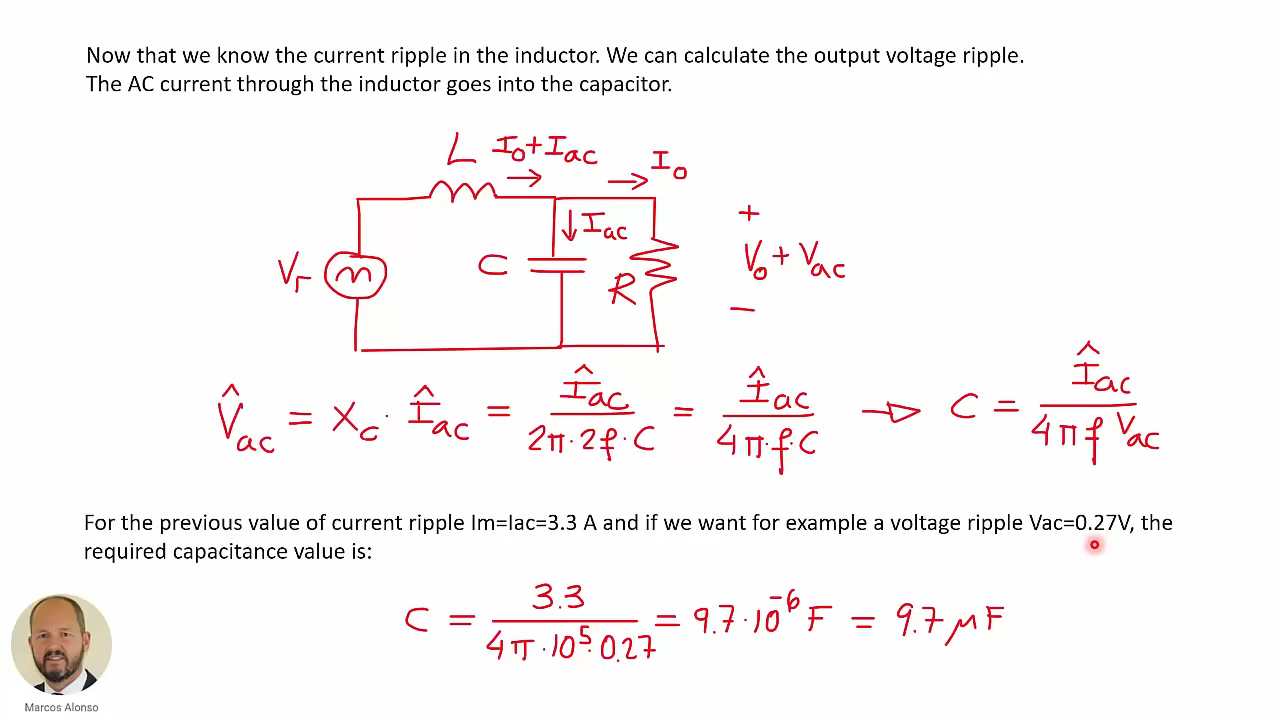 Now that we know the current ripple in the inductor. We can calculate the output voltage ripple.
The AC current through the inductor goes into the capacitor.
L I₀+Iac I₀
Iac
Vr C R V₀ + Vac
+
−
V̂ac = Xc · Îac = Îac / (2π·2f·C) = Îac / (4π·f·C) → C = Îac / (4πf Vac)
For the previous value of current ripple Im=Iac=3.3 A and if we want for example a voltage ripple Vac=0.27V, the
required capacitance value is:
C = 3.3 / (4π·10⁵·0.27) = 9.7·10⁻⁶ F = 9.7 μF
Marcos Alonso